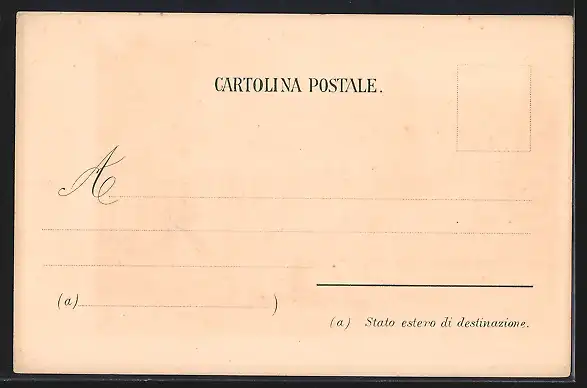 CARTOLINA POSTALE.
A
(a) )
(a) Stato estero di destinazione.